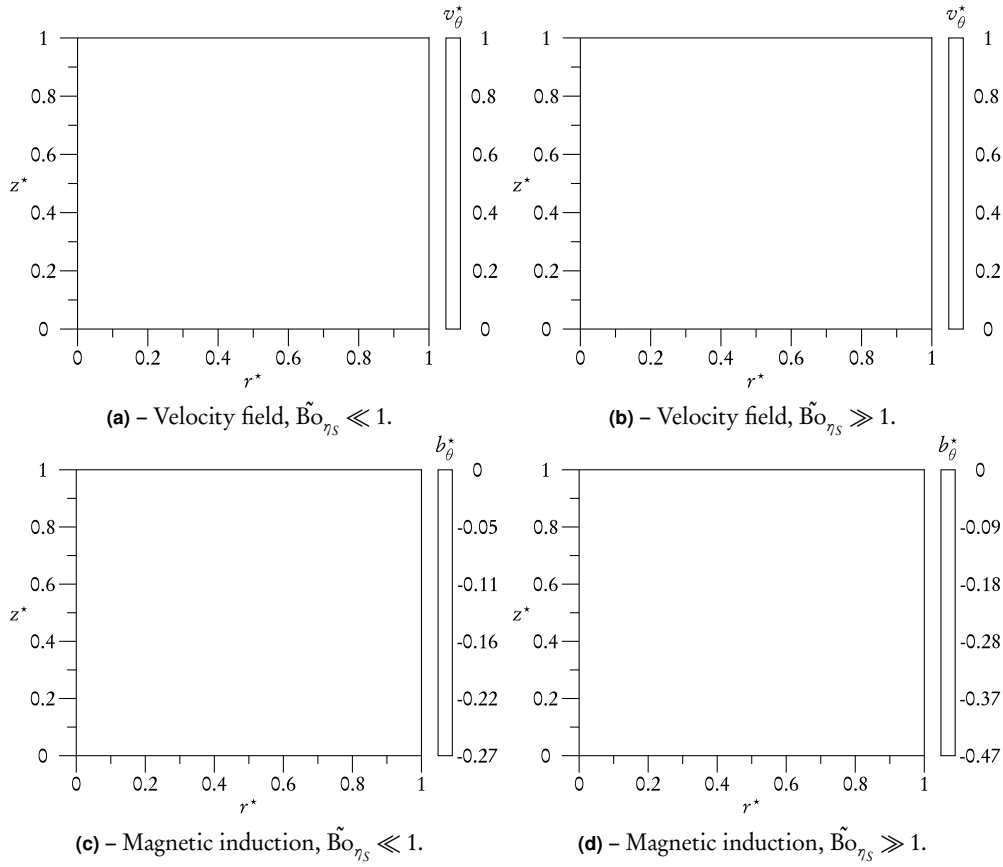 v*θ v*θ
1 1 1 1
0.8 0.8 0.8 0.8
0.6 0.6 0.6 0.6
z* z*
0.4 0.4 0.4 0.4
0.2 0.2 0.2 0.2
0 0 0 0
0 0.2 0.4 0.6 0.8 1 0 0.2 0.4 0.6 0.8 1
r* r*
(a) – Velocity field, B̃o_ηS ≪ 1. (b) – Velocity field, B̃o_ηS ≫ 1.
b*θ b*θ
1 0 1 0
0.8 -0.05 0.8 -0.09
0.6 -0.11 0.6 -0.18
z* z*
0.4 -0.16 0.4 -0.28
0.2 -0.22 0.2 -0.37
0 -0.27 0 -0.47
0 0.2 0.4 0.6 0.8 1 0 0.2 0.4 0.6 0.8 1
r* r*
(c) – Magnetic induction, B̃o_ηS ≪ 1. (d) – Magnetic induction, B̃o_ηS ≫ 1.